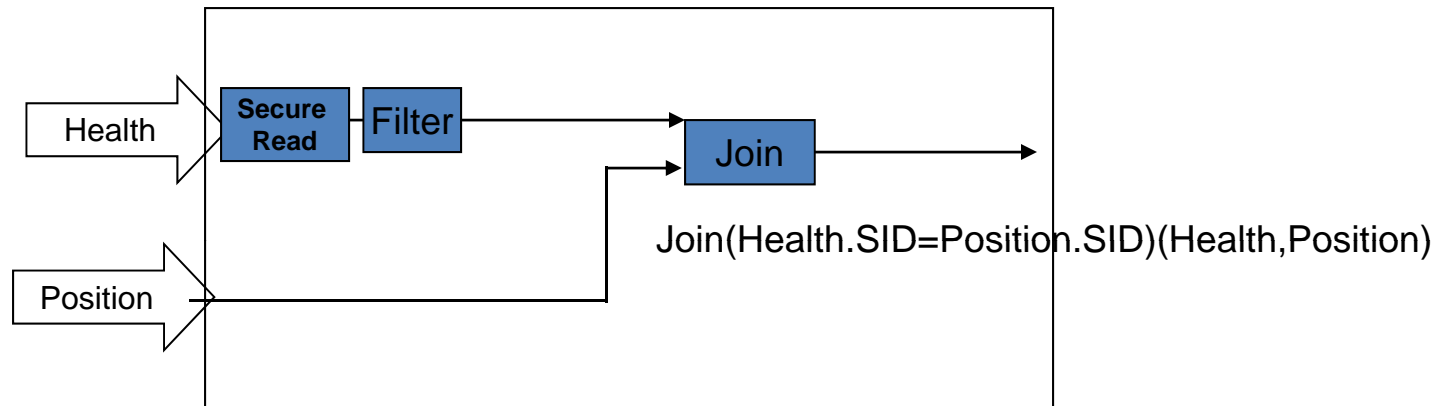 Health
Secure
Read
Filter
Join
Join(Health.SID=Position.SID)(Health,Position)
Position